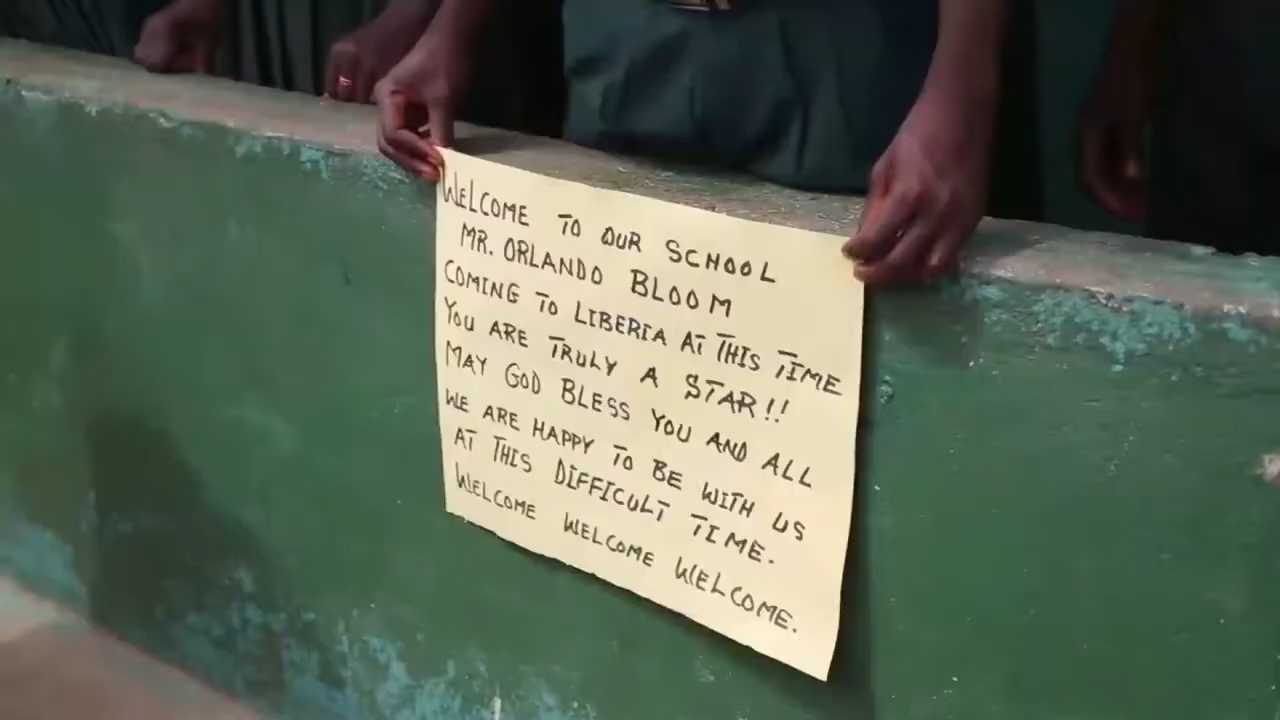 WELCOME TO OUR SCHOOL
MR. ORLANDO BLOOM
COMING TO LIBERIA AT THIS TIME
YOU ARE TRULY A STAR!!
MAY GOD BLESS YOU AND ALL
WE ARE HAPPY TO BE WITH US
AT THIS DIFFICULT TIME.
WELCOME WELCOME WELCOME.